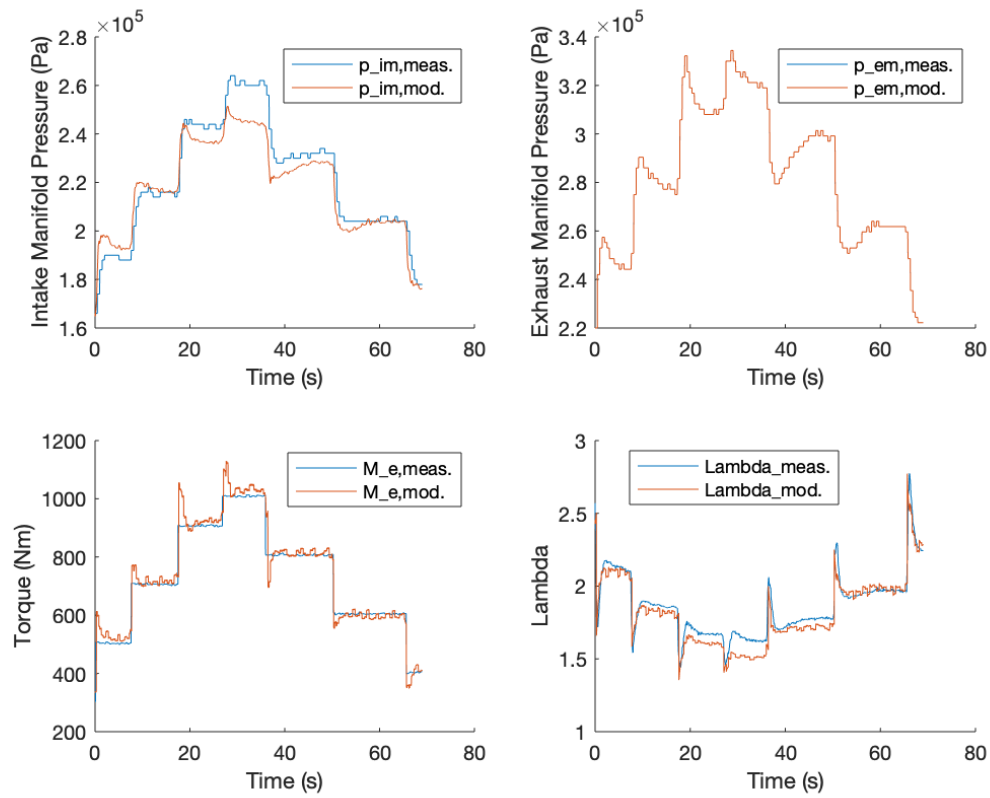 ×10⁵
2.8
2.6
2.4
2.2
2
1.8
1.6
Intake Manifold Pressure (Pa)
p_im,meas.
p_im,mod.
0 20 40 60 80
Time (s)
×10⁵
3.4
3.2
3
2.8
2.6
2.4
2.2
Exhaust Manifold Pressure (Pa)
p_em,meas.
p_em,mod.
0 20 40 60 80
Time (s)
1200
1000
800
600
400
200
Torque (Nm)
M_e,meas.
M_e,mod.
0 20 40 60 80
Time (s)
3
2.5
2
1.5
1
Lambda
Lambda_meas.
Lambda_mod.
0 20 40 60 80
Time (s)